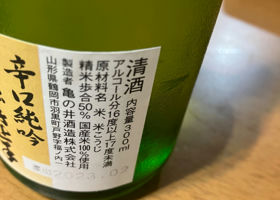 清酒 内容量300ml
アルコール分16度以上17度未満
原材料名 米、米こうじ
精米歩合50% 国産米100%使用
製造者 亀の井酒造株式会社
山形県鶴岡市羽黒町戸野字福ノ内一
辛口純吟
2023.02